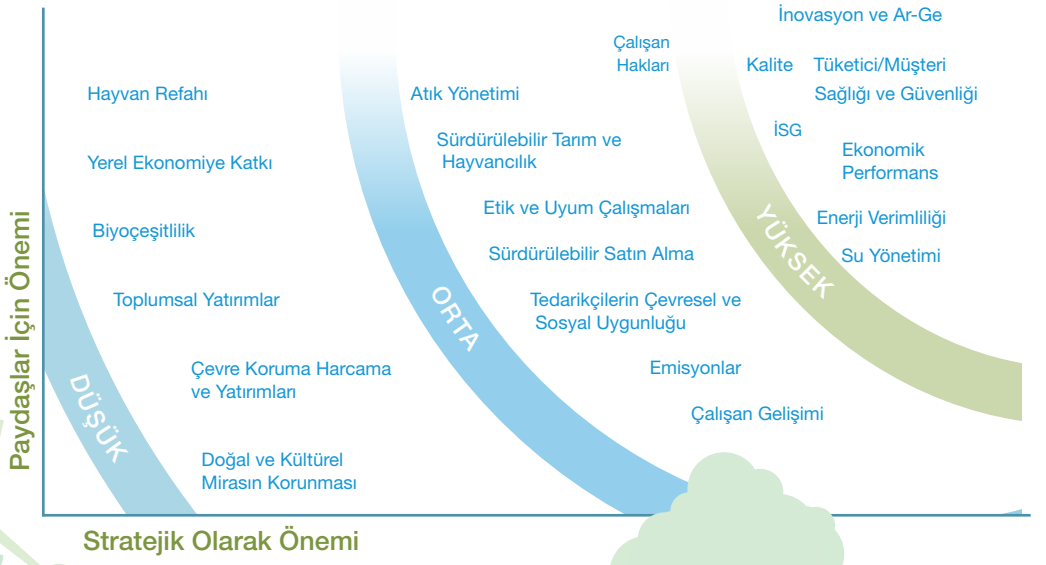 Paydaşlar İçin Önemi
Hayvan Refahı
Yerel Ekonomiye Katkı
Biyoçeşitlilik
Toplumsal Yatırımlar
Çevre Koruma Harcama
ve Yatırımları
Doğal ve Kültürel
Mirasın Korunması
DÜŞÜK
Atık Yönetimi
Sürdürülebilir Tarım ve
Hayvancılık
Etik ve Uyum Çalışmaları
Sürdürülebilir Satın Alma
Tedarikçilerin Çevresel ve
Sosyal Uygunluğu
Emisyonlar
Çalışan Gelişimi
ORTA
Çalışan
Hakları
İnovasyon ve Ar-Ge
Kalite
Tüketici/Müşteri
Sağlığı ve Güvenliği
İSG
Ekonomik
Performans
Enerji Verimliliği
Su Yönetimi
YÜKSEK
Stratejik Olarak Önemi